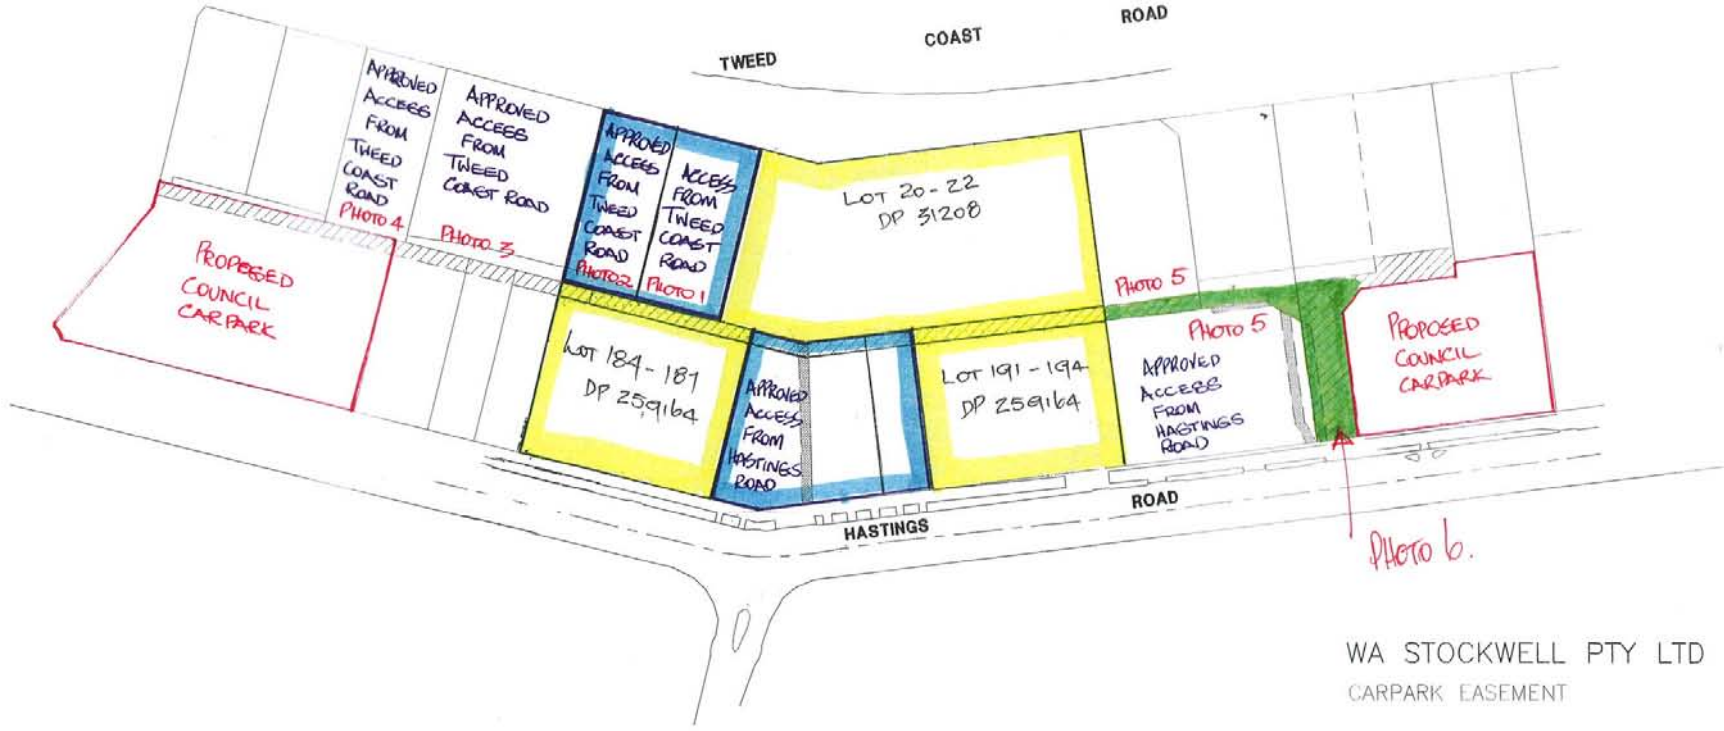 TWEED COAST ROAD
APPROVED
ACCESS
FROM
TWEED
COAST
ROAD
PHOTO 4
APPROVED
ACCESS
FROM
TWEED
COAST ROAD
PHOTO 3
APPROVED
ACCESS
FROM
TWEED
COAST
ROAD
PHOTO 2
ACCESS
FROM
TWEED
COAST
ROAD
PHOTO 1
LOT 20 - 22
DP 31208
PHOTO 5
PROPOSED
COUNCIL
CARPARK
LOT 184 - 187
DP 259164
APPROVED
ACCESS
FROM
HASTINGS
ROAD
LOT 191 - 194
DP 259164
PHOTO 5
APPROVED
ACCESS
FROM
HASTINGS
ROAD
PROPOSED
COUNCIL
CARPARK
HASTINGS ROAD
PHOTO 6.
WA STOCKWELL PTY LTD
CARPARK EASEMENT